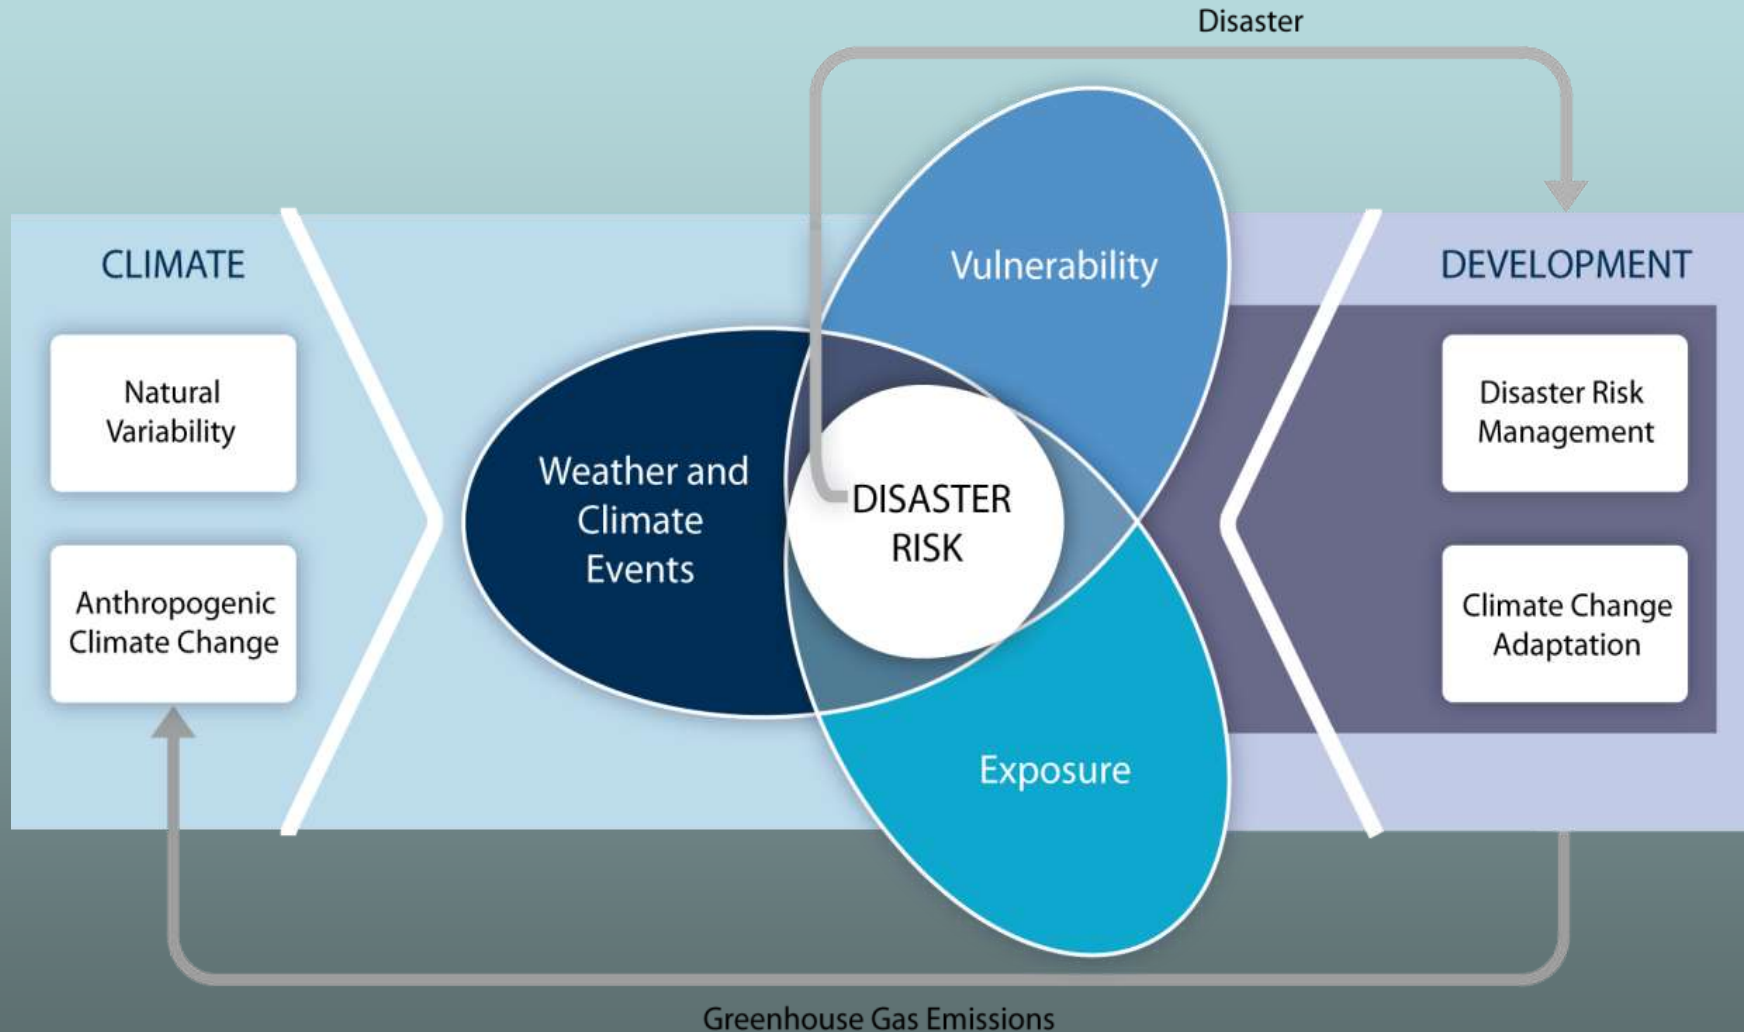 Disaster
CLIMATE
Natural
Variability
Anthropogenic
Climate Change
Vulnerability
Weather and
Climate
Events
DISASTER
RISK
Exposure
DEVELOPMENT
Disaster Risk
Management
Climate Change
Adaptation
Greenhouse Gas Emissions